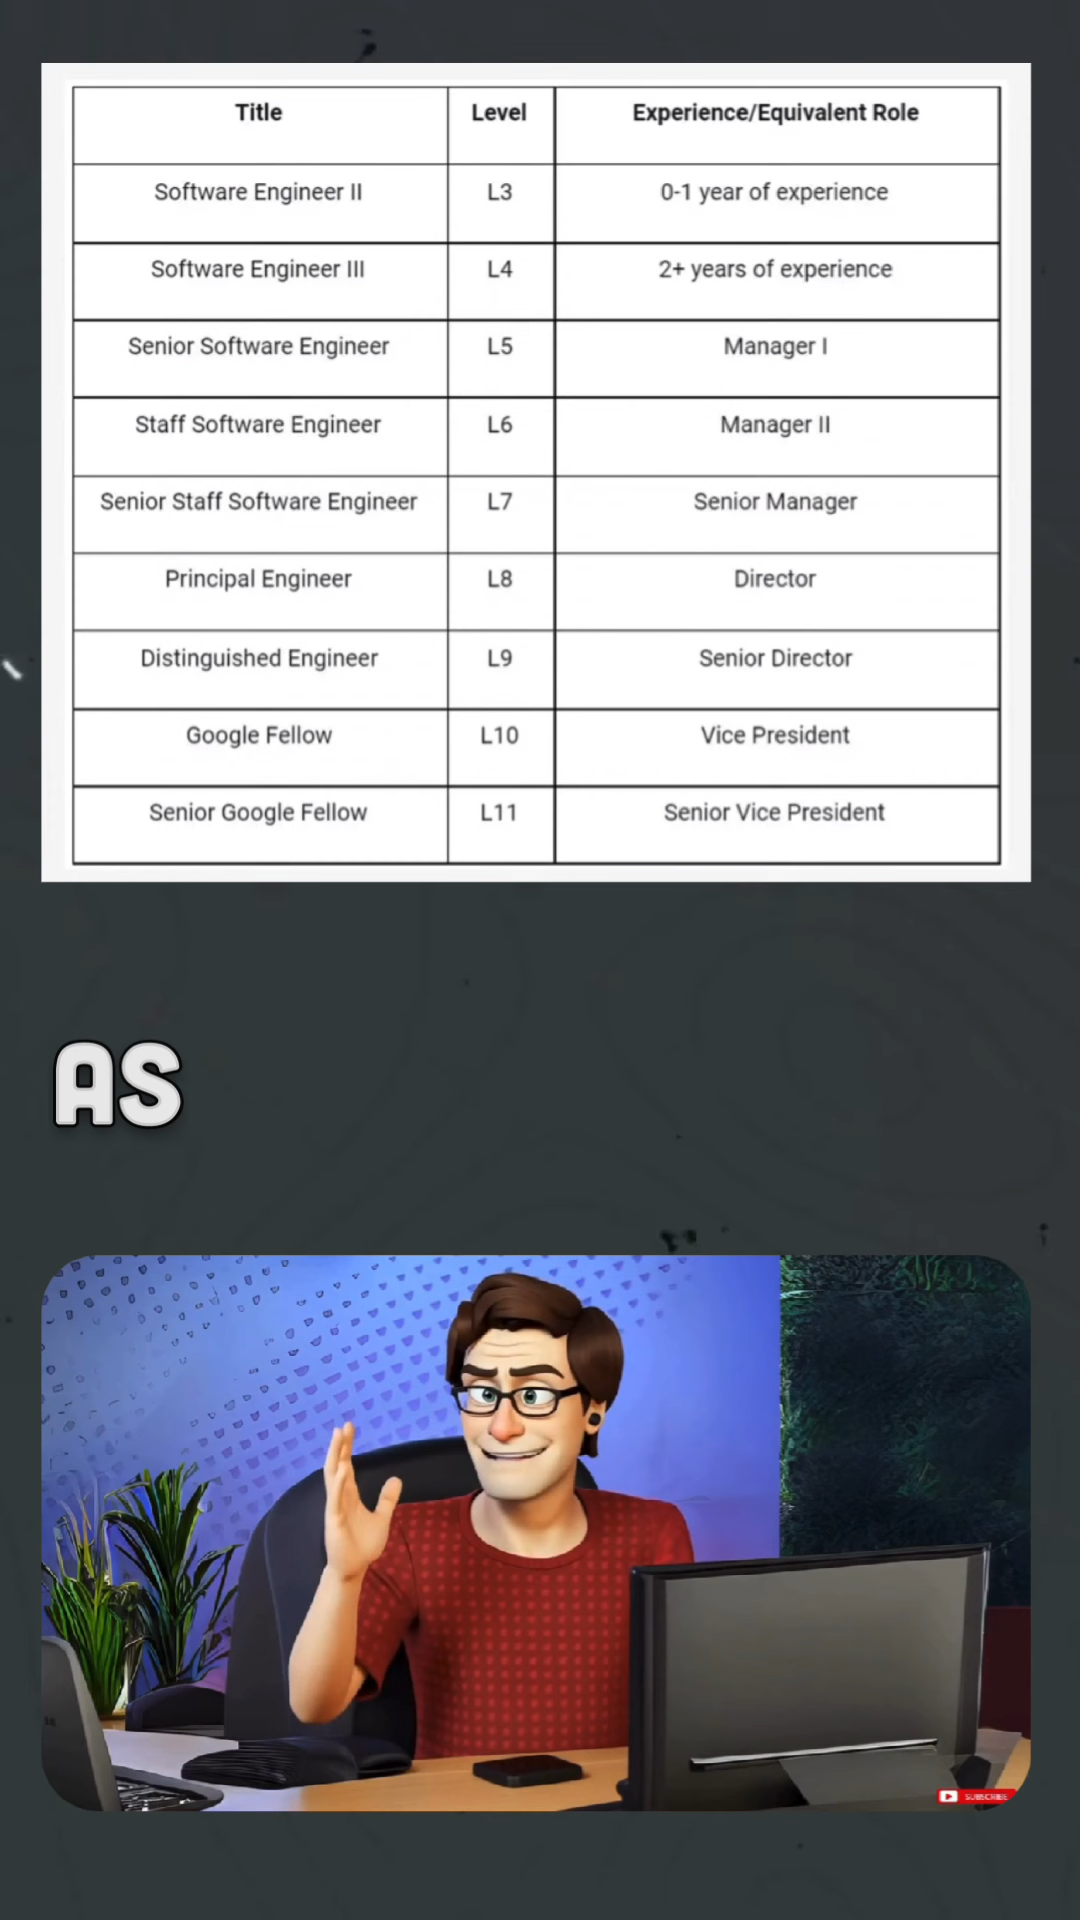 Title Level Experience/Equivalent Role
Software Engineer II L3 0-1 year of experience
Software Engineer III L4 2+ years of experience
Senior Software Engineer L5 Manager I
Staff Software Engineer L6 Manager II
Senior Staff Software Engineer L7 Senior Manager
Principal Engineer L8 Director
Distinguished Engineer L9 Senior Director
Google Fellow L10 Vice President
Senior Google Fellow L11 Senior Vice President
AS
SUBSCRIBE